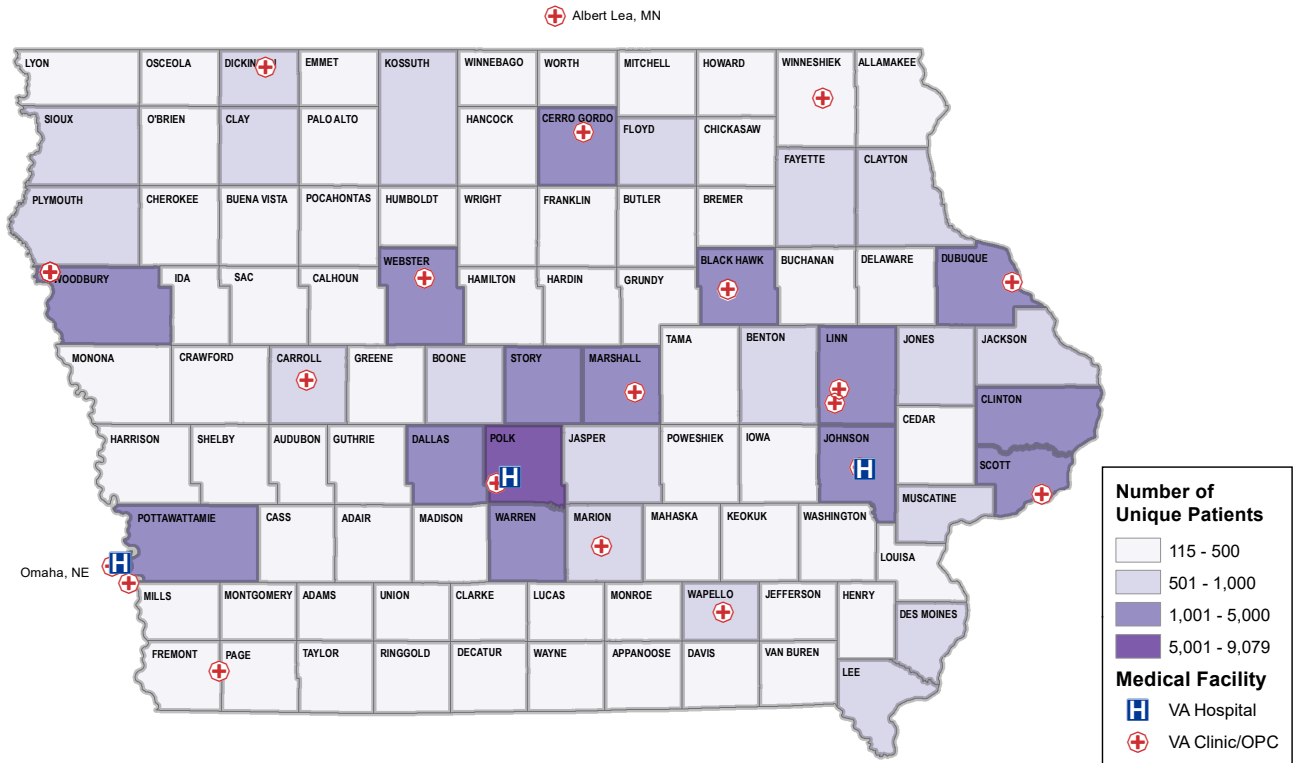 Albert Lea, MN
LYON
OSCEOLA
DICKIN
EMMET
KOSSUTH
WINNEBAGO
WORTH
MITCHELL
HOWARD
WINNESHIEK
ALLAMAKEE
SIOUX
O'BRIEN
CLAY
PALO ALTO
HANCOCK
CERRO GORDO
FLOYD
CHICKASAW
FAYETTE
CLAYTON
PLYMOUTH
CHEROKEE
BUENA VISTA
POCAHONTAS
HUMBOLDT
WRIGHT
FRANKLIN
BUTLER
BREMER
WOODBURY
IDA
SAC
CALHOUN
WEBSTER
HAMILTON
HARDIN
GRUNDY
BLACK HAWK
BUCHANAN
DELAWARE
DUBUQUE
MONONA
CRAWFORD
CARROLL
GREENE
BOONE
STORY
MARSHALL
TAMA
BENTON
LINN
JONES
JACKSON
CLINTON
CEDAR
HARRISON
SHELBY
AUDUBON
GUTHRIE
DALLAS
POLK
JASPER
POWESHIEK
IOWA
JOHNSON
SCOTT
MUSCATINE
POTTAWATTAMIE
CASS
ADAIR
MADISON
WARREN
MARION
MAHASKA
KEOKUK
WASHINGTON
LOUISA
Omaha, NE
MILLS
MONTGOMERY
ADAMS
UNION
CLARKE
LUCAS
MONROE
WAPELLO
JEFFERSON
HENRY
DES MOINES
FREMONT
PAGE
TAYLOR
RINGGOLD
DECATUR
WAYNE
APPANOOSE
DAVIS
VAN BUREN
LEE
Number of
Unique Patients
115 - 500
501 - 1,000
1,001 - 5,000
5,001 - 9,079
Medical Facility
H VA Hospital
VA Clinic/OPC